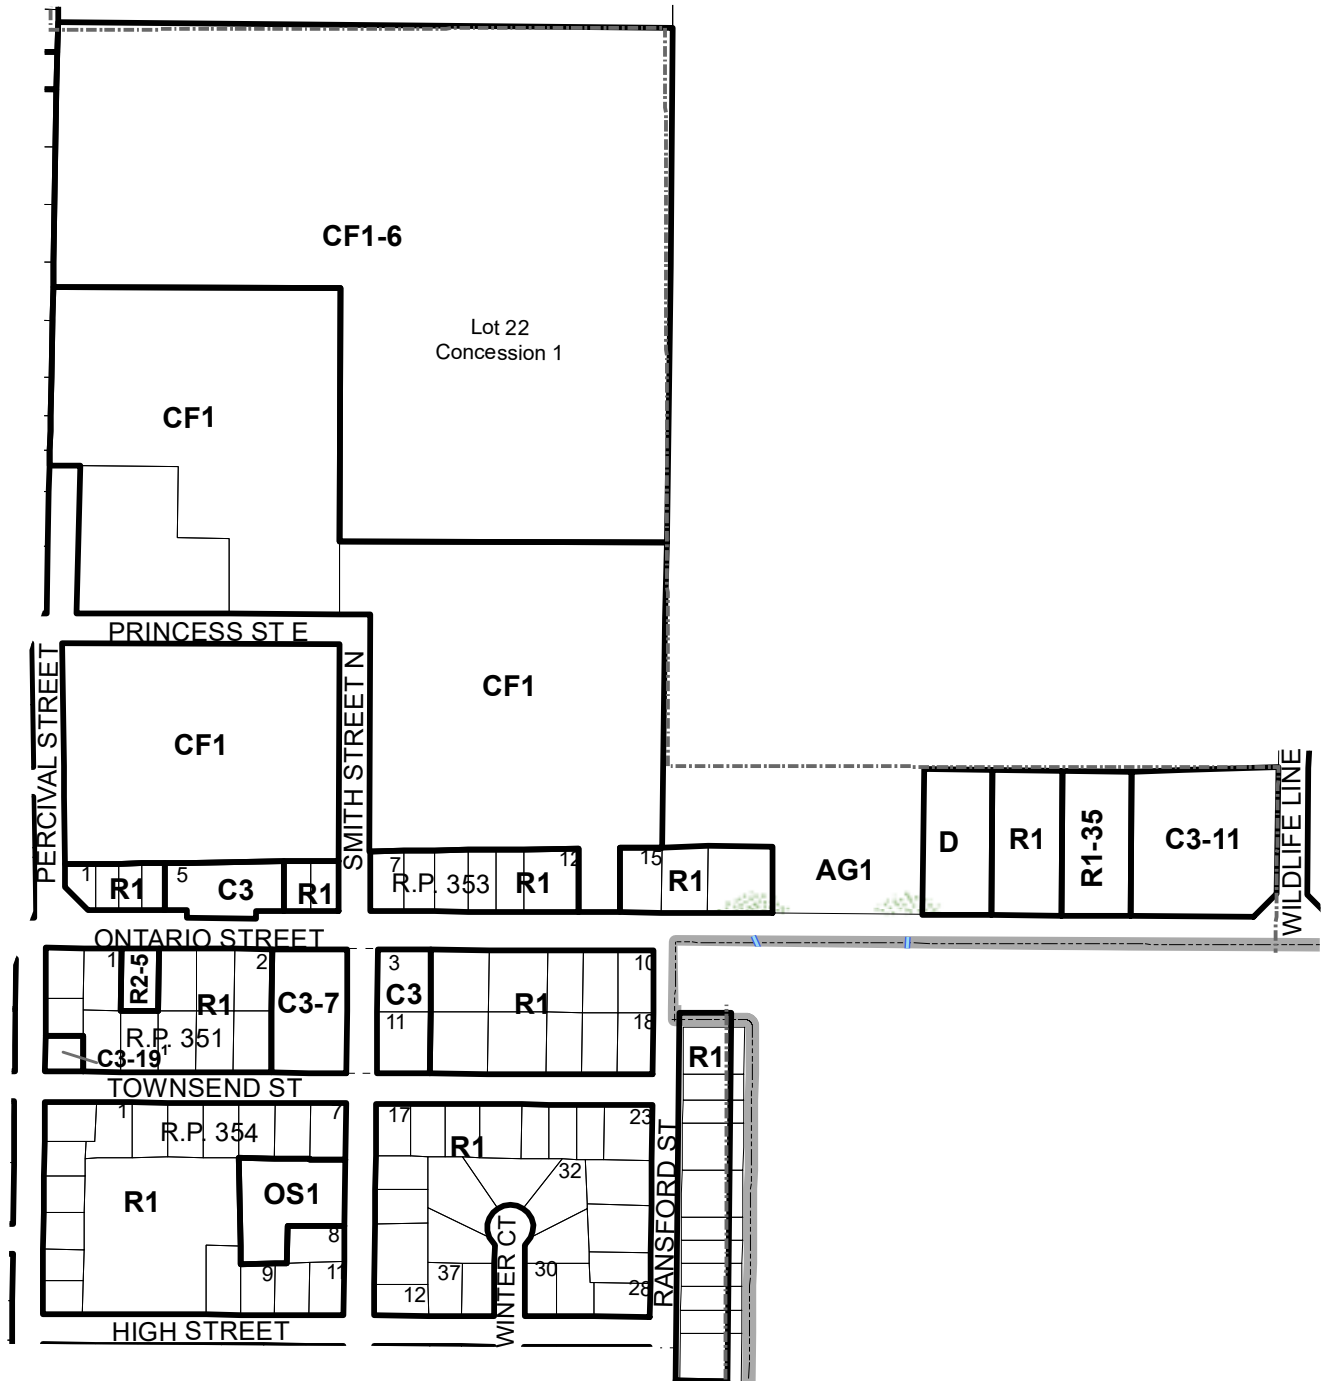 CF1-6
Lot 22
Concession 1
CF1
PRINCESS ST E
PERCIVAL STREET
SMITH STREET N
CF1
CF1
WILDLIFE LINE
D
R1
R1-35
C3-11
AG1
1
R1
5
C3
R1
7
R.P. 353
R1
12
15
R1
ONTARIO STREET
1
R2-5
R1
2
C3-7
3
C3
11
R1
10
18
R.P. 351
C3-19
1
R1
TOWNSEND ST
1
R.P. 354
7
17
R1
23
32
RANSFORD ST
R1
OS1
8
9
11
12
37
WINTER CT
30
28
HIGH STREET